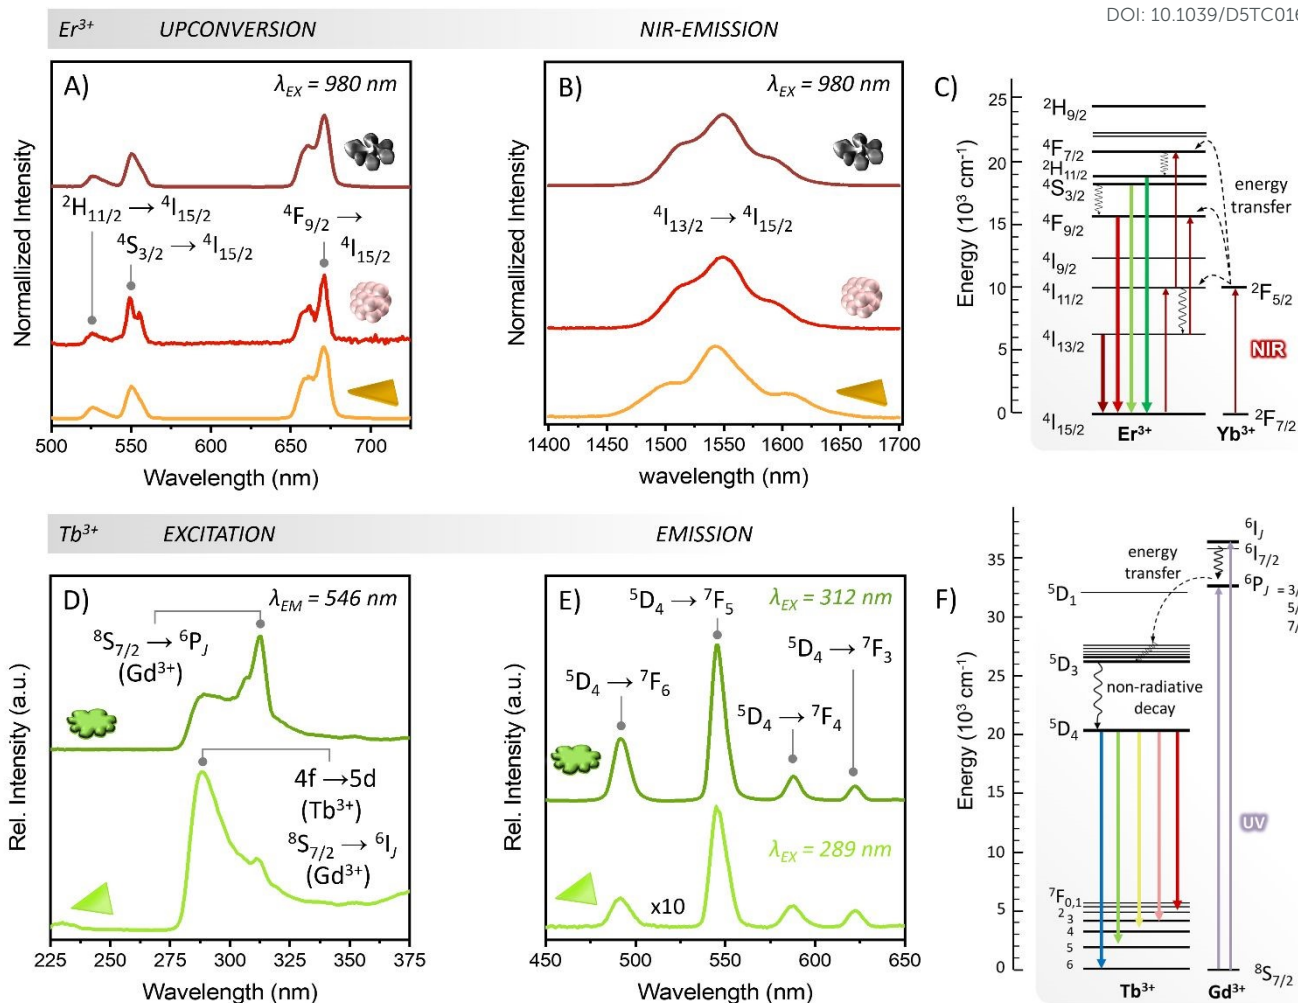 DOI: 10.1039/D5TC016
Er³⁺ UPCONVERSION NIR-EMISSION
A)
λEX = 980 nm
²H₁₁/₂ → ⁴I₁₅/₂
⁴S₃/₂ → ⁴I₁₅/₂
⁴F₉/₂ →
⁴I₁₅/₂
Normallized Intensity
500 550 600 650 700
Wavelength (nm)
B)
λEX = 980 nm
⁴I₁₃/₂ → ⁴I₁₅/₂
Normallized Intensity
1400 1500 1600 1700
wavelength (nm)
C)
Energy (10³ cm⁻¹)
25
20
15
10
5
0
²H₉/₂
⁴F₇/₂
²H₁₁/₂
⁴S₃/₂
⁴F₉/₂
⁴I₉/₂
⁴I₁₁/₂
⁴I₁₃/₂
⁴I₁₅/₂
energy
transfer
²F₅/₂
NIR
²F₇/₂
Er³⁺ Yb³⁺
Tb³⁺ EXCITATION EMISSION
D)
λEM = 546 nm
⁸S₇/₂ → ⁶PJ
(Gd³⁺)
4f → 5d
(Tb³⁺)
⁸S₇/₂ → ⁶IJ
(Gd³⁺)
Rel. Intensity (a.u.)
225 250 275 300 325 350 375
Wavelength (nm)
E)
⁵D₄ → ⁷F₅
λEX = 312 nm
⁵D₄ → ⁷F₃
⁵D₄ → ⁷F₆
⁵D₄ → ⁷F₄
λEX = 289 nm
x10
Rel. Intensity (a.u.)
450 500 550 600 650
Wavelength (nm)
F)
Energy (10³ cm⁻¹)
35
30
25
20
15
10
5
0
⁶IJ
⁶I₇/₂
⁶PJ = 3/
5/
7/
energy
transfer
⁵D₁
⁵D₃
non-radiative
decay
⁵D₄
UV
⁷F₀,₁
2
3
4
5
6
⁸S₇/₂
Tb³⁺ Gd³⁺